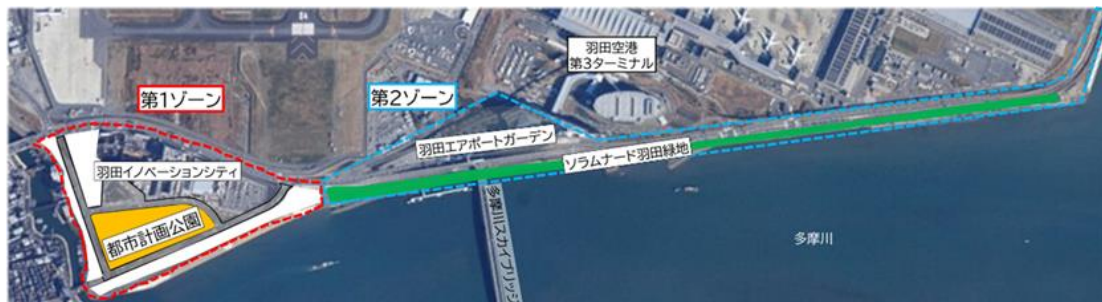 第1ゾーン
第2ゾーン
羽田空港
第3ターミナル
羽田イノベーションシティ
羽田エアポートガーデン
ソラムナード羽田緑地
都市計画公園
多摩川スカイブリッジ
多摩川